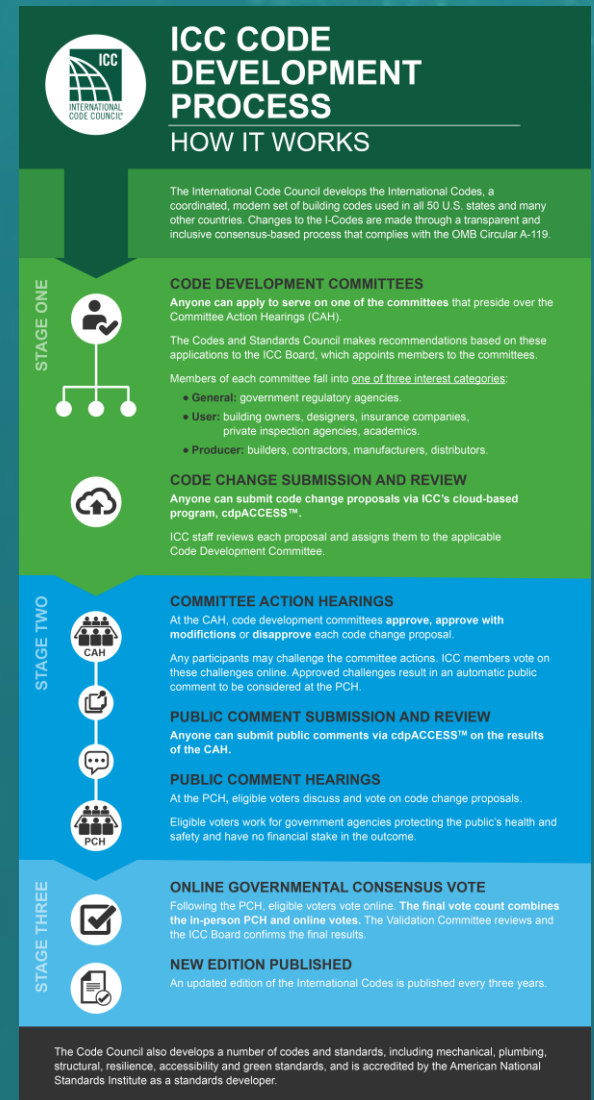 ICC
INTERNATIONAL
CODE COUNCIL®
ICC CODE
DEVELOPMENT
PROCESS
HOW IT WORKS
The International Code Council develops the International Codes, a
coordinated, modern set of building codes used in all 50 U.S. states and many
other countries. Changes to the I-Codes are made through a transparent and
inclusive consensus-based process that complies with the OMB Circular A-119.
STAGE ONE
CODE DEVELOPMENT COMMITTEES
Anyone can apply to serve on one of the committees that preside over the
Committee Action Hearings (CAH).
The Codes and Standards Council makes recommendations based on these
applications to the ICC Board, which appoints members to the committees.
Members of each committee fall into one of three interest categories:
● General: government regulatory agencies.
● User: building owners, designers, insurance companies,
private inspection agencies, academics.
● Producer: builders, contractors, manufacturers, distributors.
CODE CHANGE SUBMISSION AND REVIEW
Anyone can submit code change proposals via ICC's cloud-based
program, cdpACCESS™.
ICC staff reviews each proposal and assigns them to the applicable
Code Development Committee.
STAGE TWO
COMMITTEE ACTION HEARINGS
At the CAH, code development committees approve, approve with
modifictions or disapprove each code change proposal.
CAH
Any participants may challenge the committee actions. ICC members vote on
these challenges online. Approved challenges result in an automatic public
comment to be considered at the PCH.
PUBLIC COMMENT SUBMISSION AND REVIEW
Anyone can submit public comments via cdpACCESS™ on the results
of the CAH.
PUBLIC COMMENT HEARINGS
At the PCH, eligible voters discuss and vote on code change proposals.
Eligible voters work for government agencies protecting the public's health and
safety and have no financial stake in the outcome.
PCH
STAGE THREE
ONLINE GOVERNMENTAL CONSENSUS VOTE
Following the PCH, eligible voters vote online. The final vote count combines
the in-person PCH and online votes. The Validation Committee reviews and
the ICC Board confirms the final results.
NEW EDITION PUBLISHED
An updated edition of the International Codes is published every three years.
The Code Council also develops a number of codes and standards, including mechanical, plumbing,
structural, resilience, accessibility and green standards, and is accredited by the American National
Standards Institute as a standards developer.